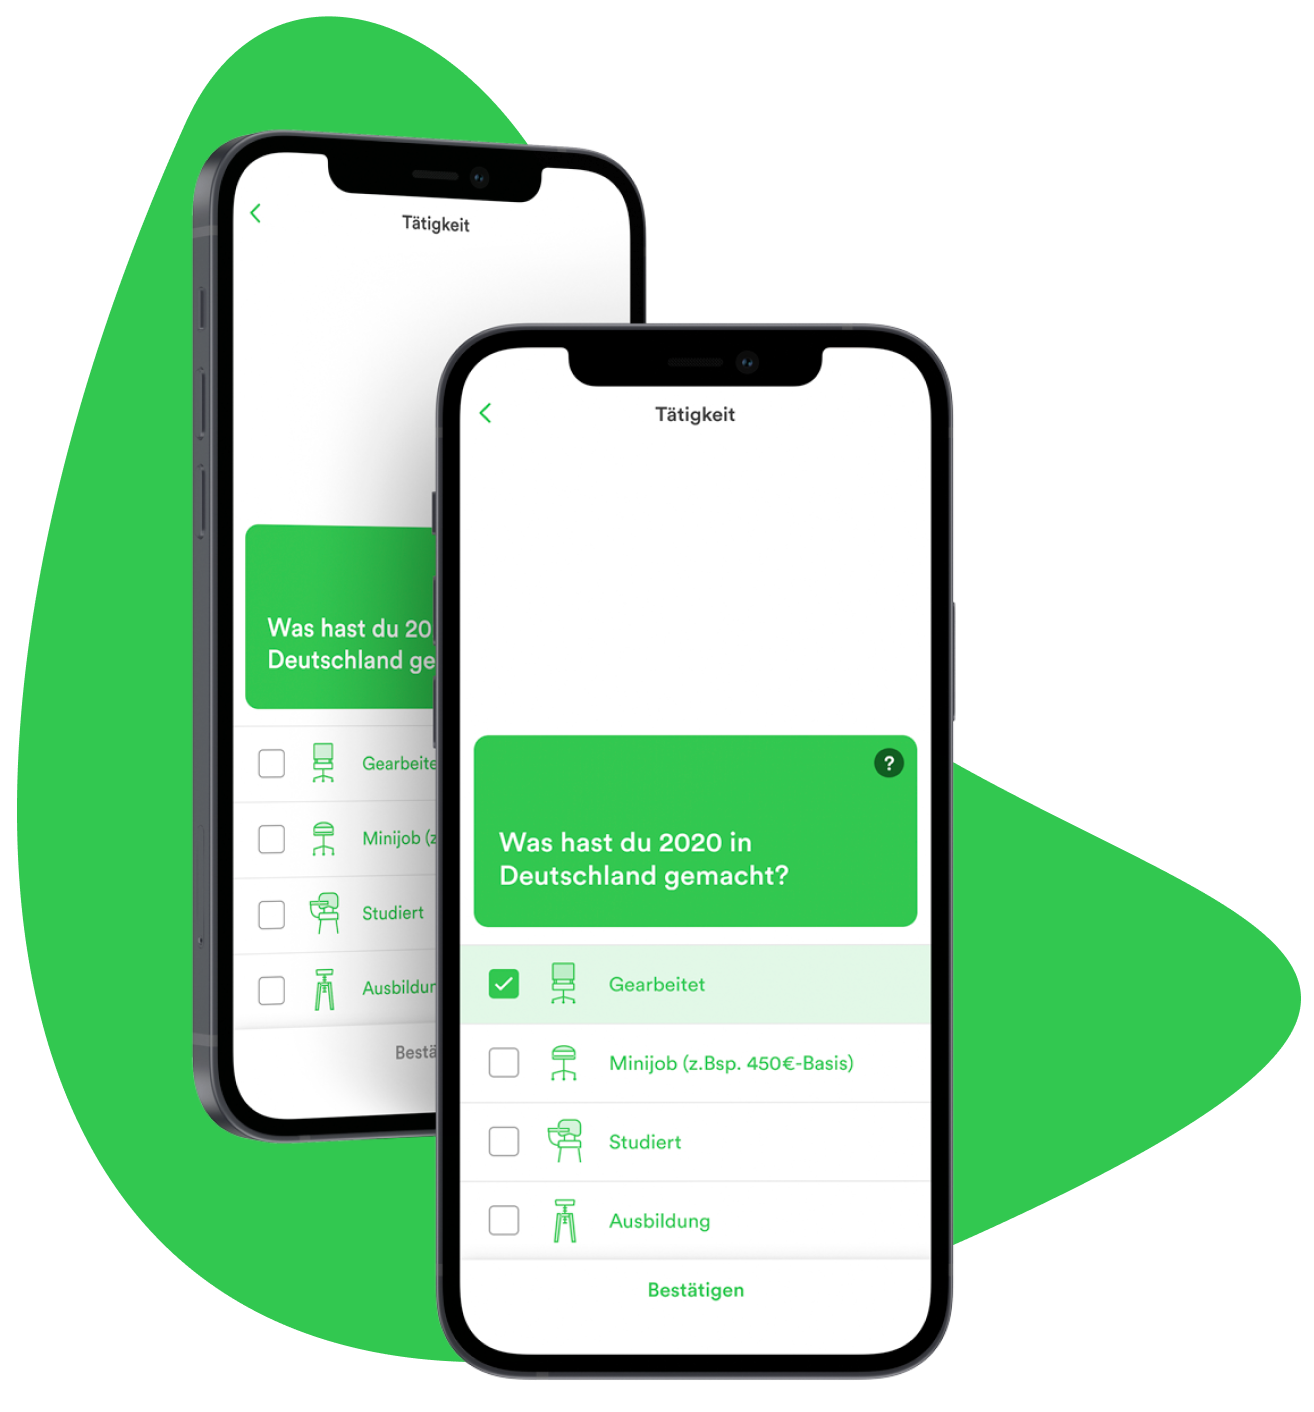 Tätigkeit
Was hast du 20
Deutschland ge
Gearbeite
Minijob (z
Studiert
Ausbildur
Bestä
Tätigkeit
?
Was hast du 2020 in
Deutschland gemacht?
Gearbeitet
Minijob (z.Bsp. 450€-Basis)
Studiert
Ausbildung
Bestätigen